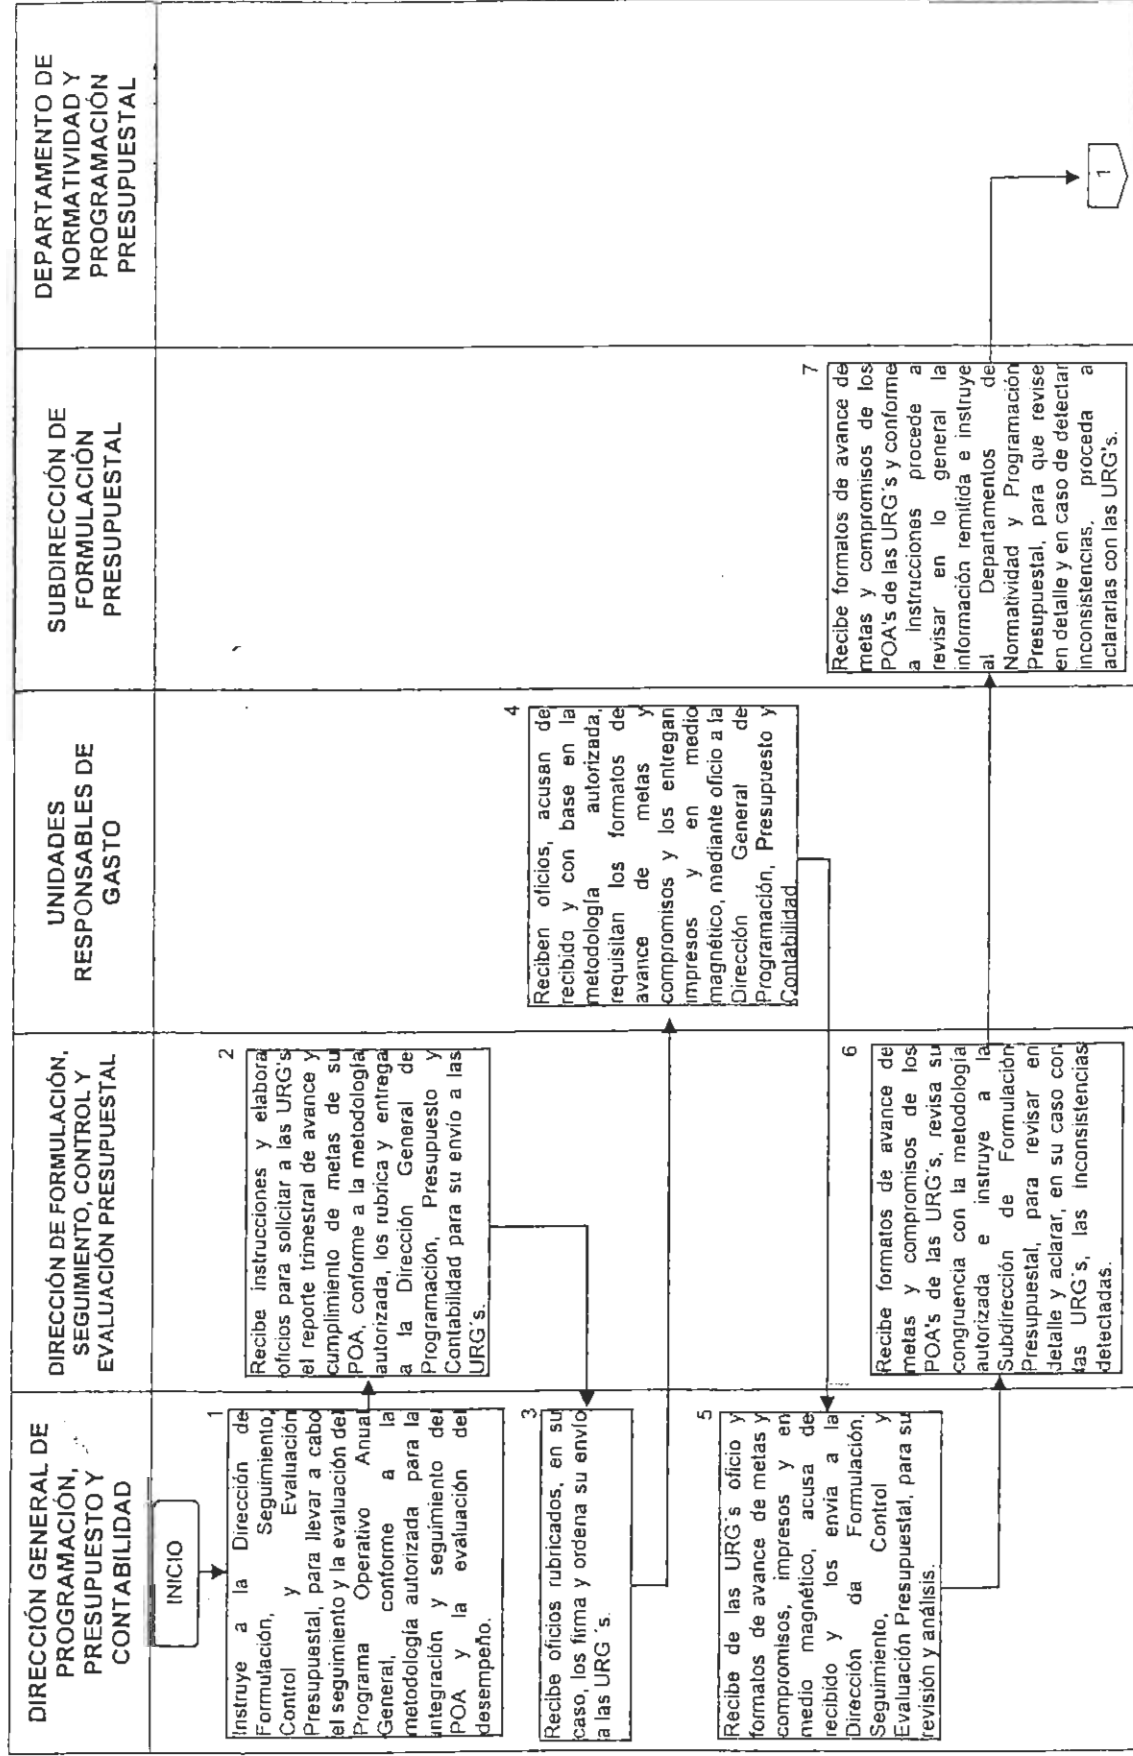 DIRECCIÓN GENERAL DE
PROGRAMACIÓN,
PRESUPUESTO Y
CONTABILIDAD
DIRECCIÓN DE FORMULACIÓN,
SEGUIMIENTO, CONTROL Y
EVALUACIÓN PRESUPUESTAL
UNIDADES
RESPONSABLES DE
GASTO
SUBDIRECCIÓN DE
FORMULACIÓN
PRESUPUESTAL
DEPARTAMENTO DE
NORMATIVIDAD Y
PROGRAMACIÓN
PRESUPUESTAL
INICIO
1
Instruye a la Dirección de
Formulación, Seguimiento,
Control y Evaluación
Presupuestal, para llevar a cabo
el seguimiento y la evaluación del
Programa Operativo Anual
General, conforme a la
metodología autorizada para la
integración y seguimiento del
POA y la evaluación del
desempeño.
2
Recibe instrucciones y elabora
oficios para solicitar a las URG's
el reporte trimestral de avance y
cumplimiento de metas de su
POA, conforme a la metodología
autorizada, los rubrica y entrega
a la Dirección General de
Programación, Presupuesto y
Contabilidad para su envío a las
URG's.
3
Recibe oficios rubricados, en su
caso, los firma y ordena su envío
a las URG´s.
4
Reciben oficios, acusan de
recibido y con base en la
metodología autorizada,
requisitan los formatos de
avance de metas y
compromisos y los entregan
impresos y en medio
magnético, mediante oficio a la
Dirección General de
Programación, Presupuesto y
Contabilidad
5
Recibe de las URG´s oficio y
formatos de avance de metas y
compromisos, impresos y en
medio magnético, acusa de
recibido y los envía a la
Dirección da Formulación,
Seguimiento, Control y
Evaluación Presupuestal, para su
revisión y análisis.
6
Recibe formatos de avance de
metas y compromisos de los
POA's de las URG´s, revisa su
congruencia con la metodología
autorizada e instruye a la
Subdirección de Formulación
Presupuestal, para revisar en
detalle y aclarar, en su caso con
las URG´s, las inconsistencias
detectadas.
7
Recibe formatos de avance de
metas y compromisos de los
POA's de las URG´s y conforme
a instrucciones procede a
revisar en lo general la
información remitida e instruye
al Departamentos de
Normatividad y Programación
Presupuestal, para que revise
en detalle y en caso de detectar
inconsistencias, proceda a
aclararlas con las URG's.
1